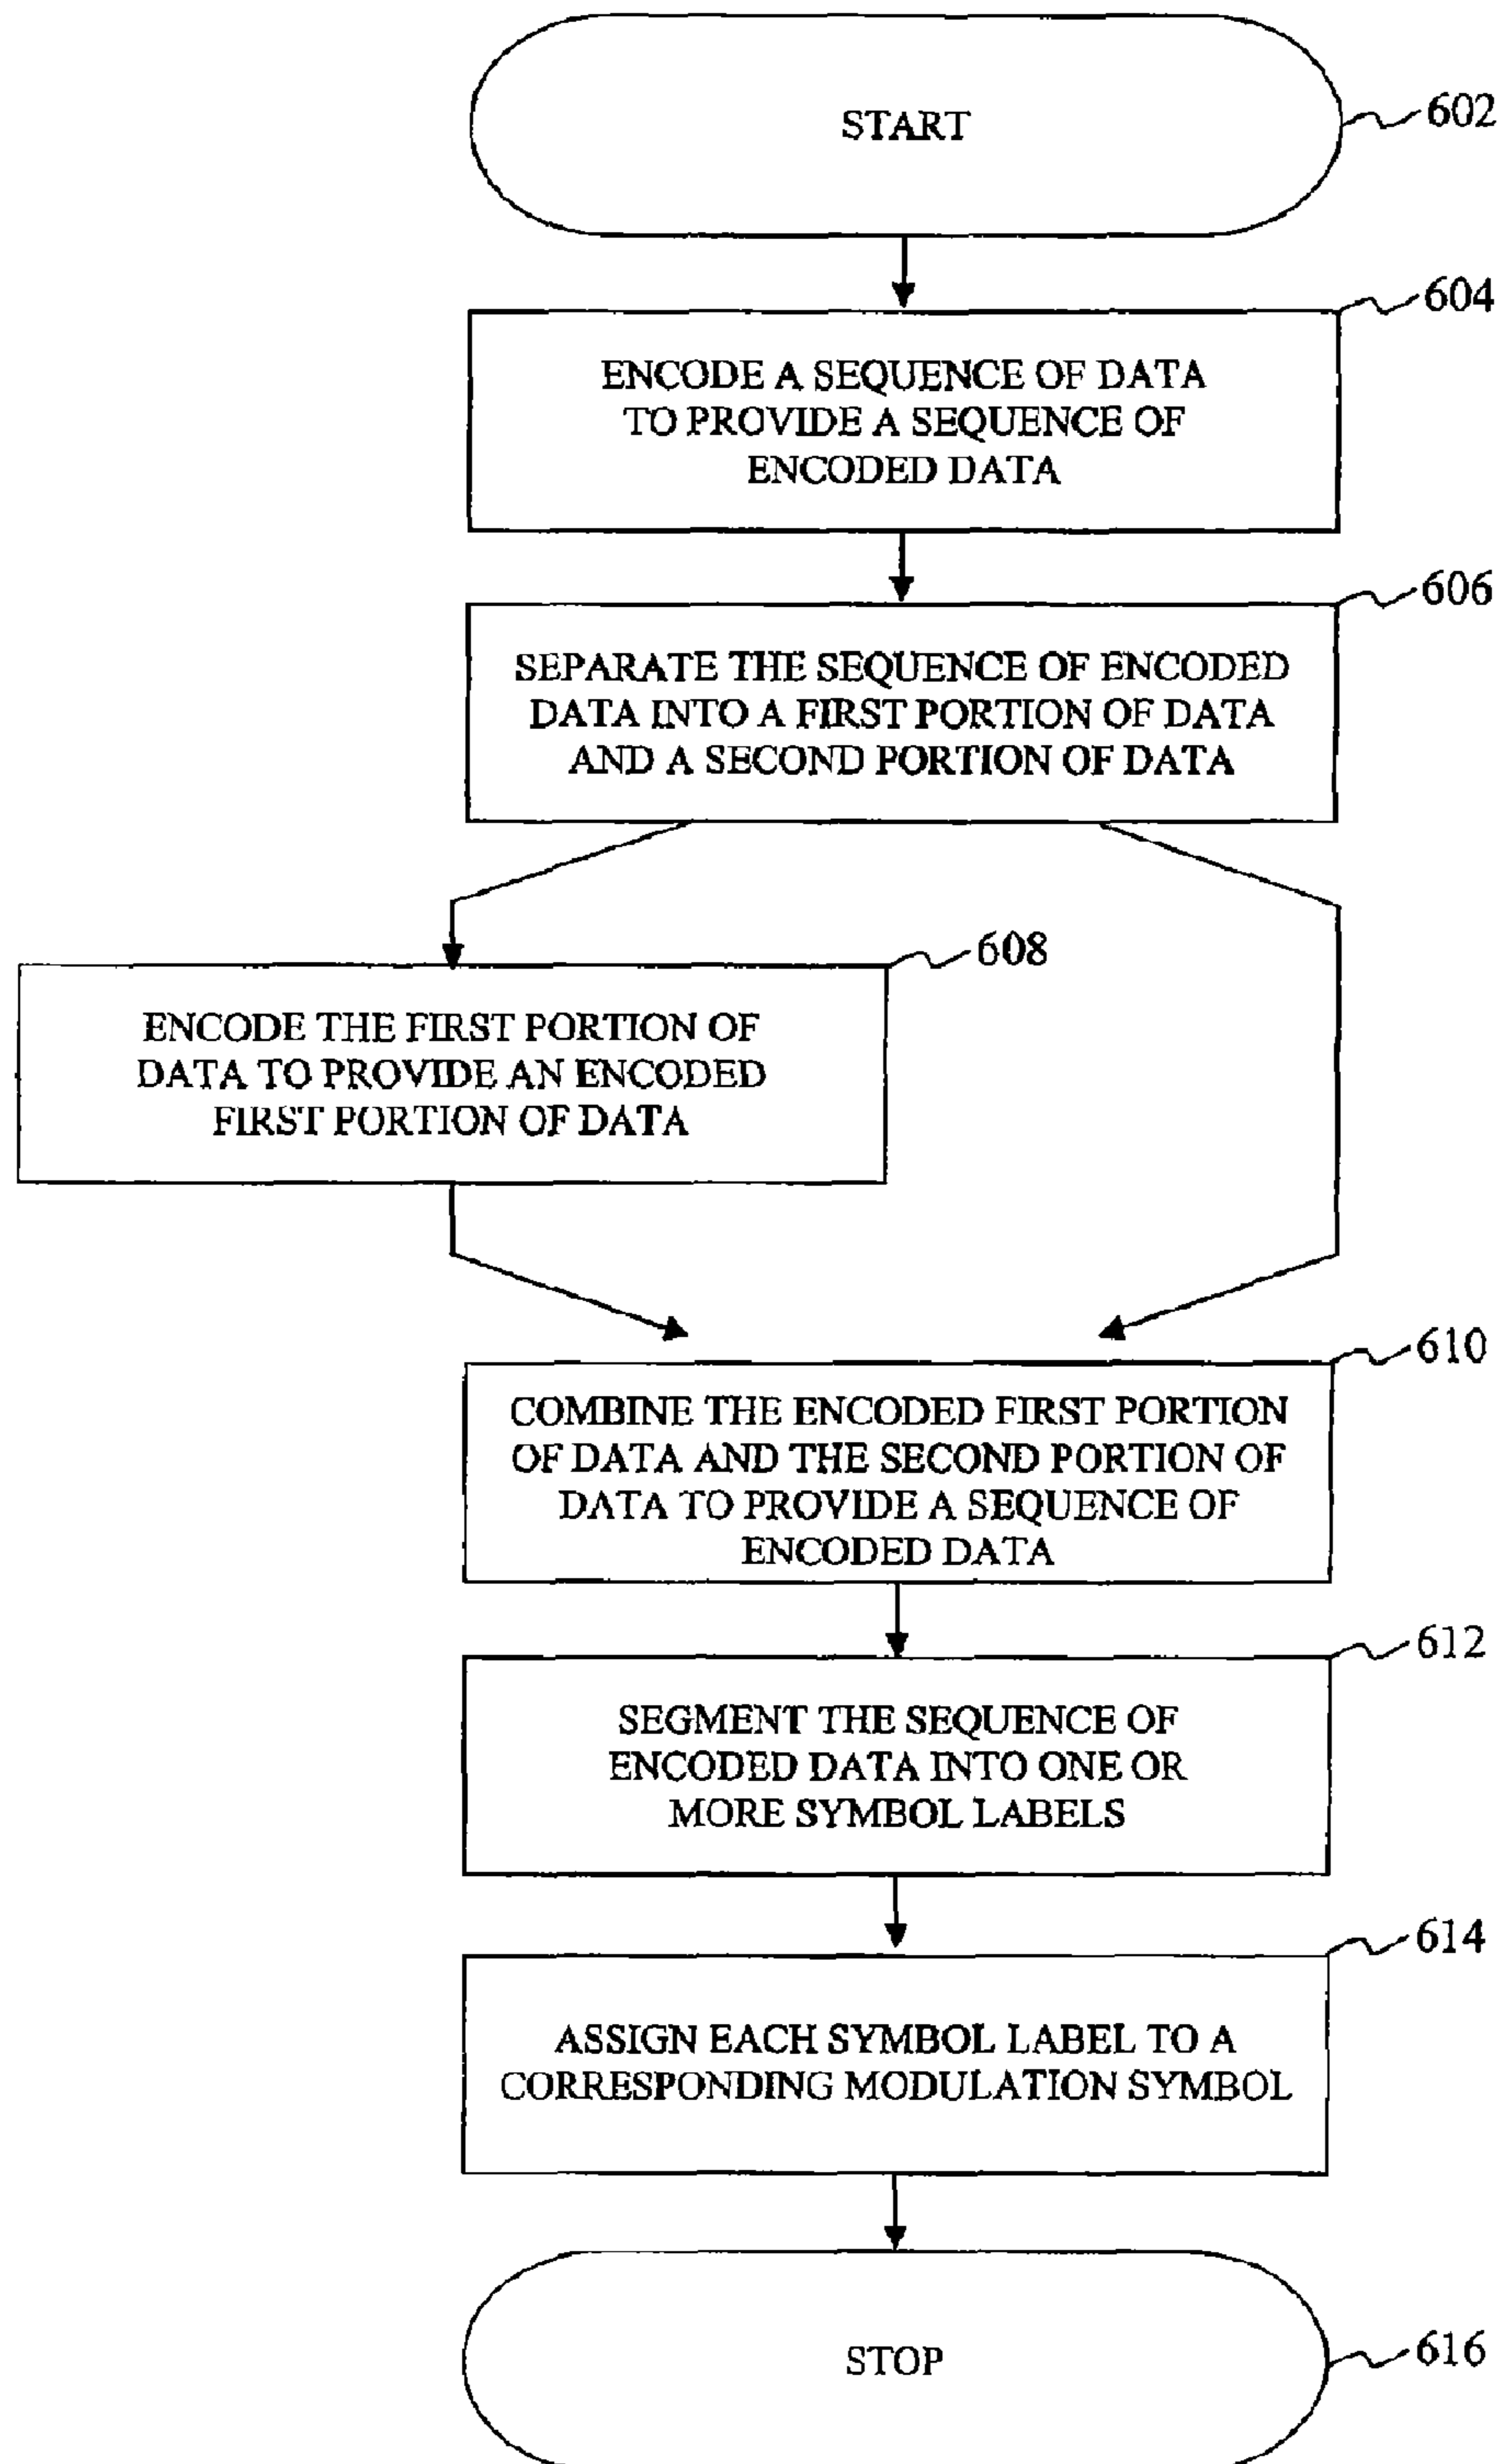 START
602
604
ENCODE A SEQUENCE OF DATA
TO PROVIDE A SEQUENCE OF
ENCODED DATA
606
SEPARATE THE SEQUENCE OF ENCODED
DATA INTO A FIRST PORTION OF DATA
AND A SECOND PORTION OF DATA
608
ENCODE THE FIRST PORTION OF
DATA TO PROVIDE AN ENCODED
FIRST PORTION OF DATA
610
COMBINE THE ENCODED FIRST PORTION
OF DATA AND THE SECOND PORTION OF
DATA TO PROVIDE A SEQUENCE OF
ENCODED DATA
612
SEGMENT THE SEQUENCE OF
ENCODED DATA INTO ONE OR
MORE SYMBOL LABELS
614
ASSIGN EACH SYMBOL LABEL TO A
CORRESPONDING MODULATION SYMBOL
STOP
616